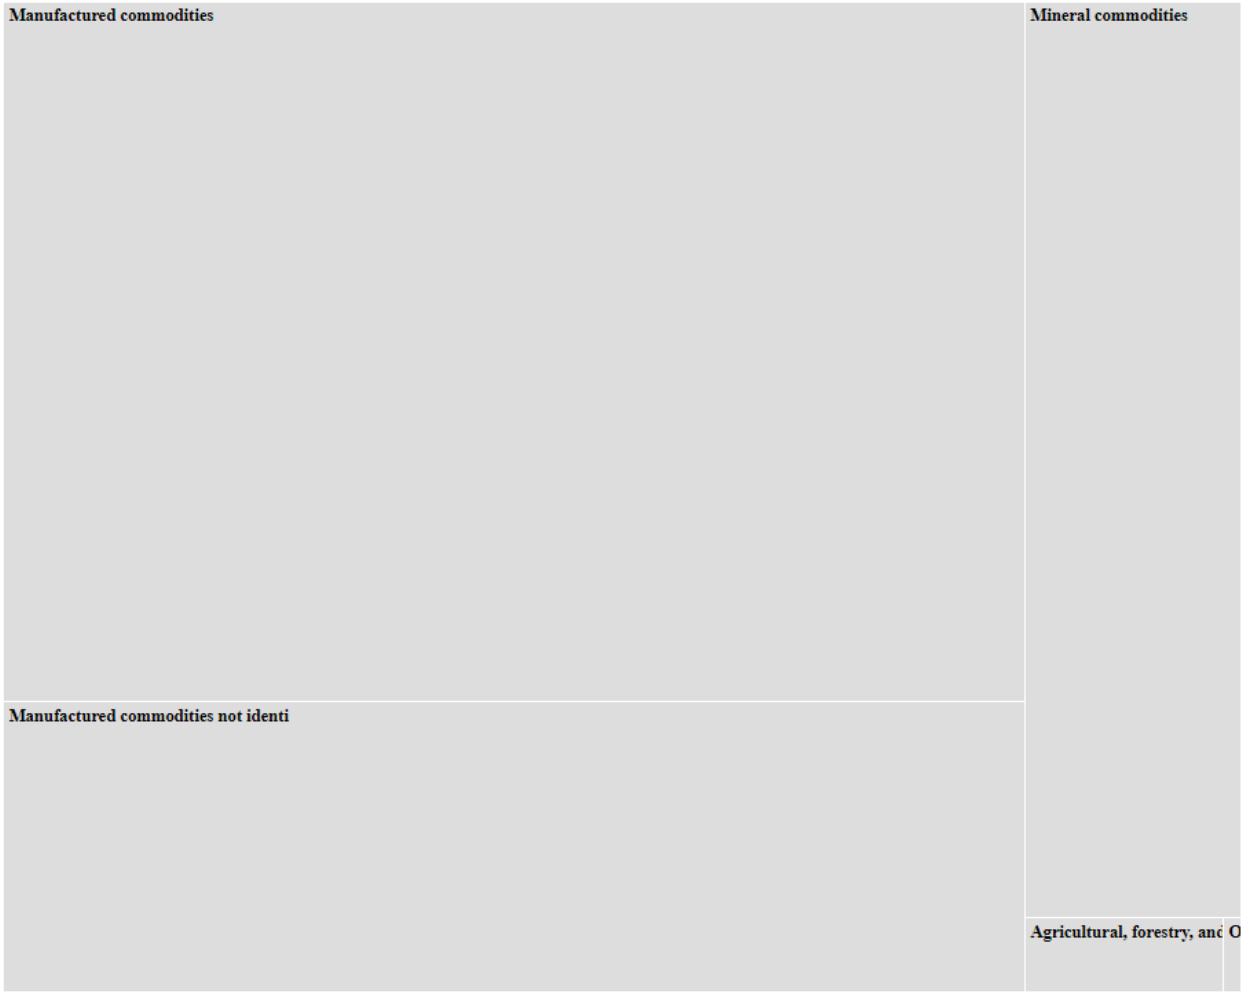 Manufactured commodities
Mineral commodities
Manufactured commodities not identi
Agricultural, forestry, and
O